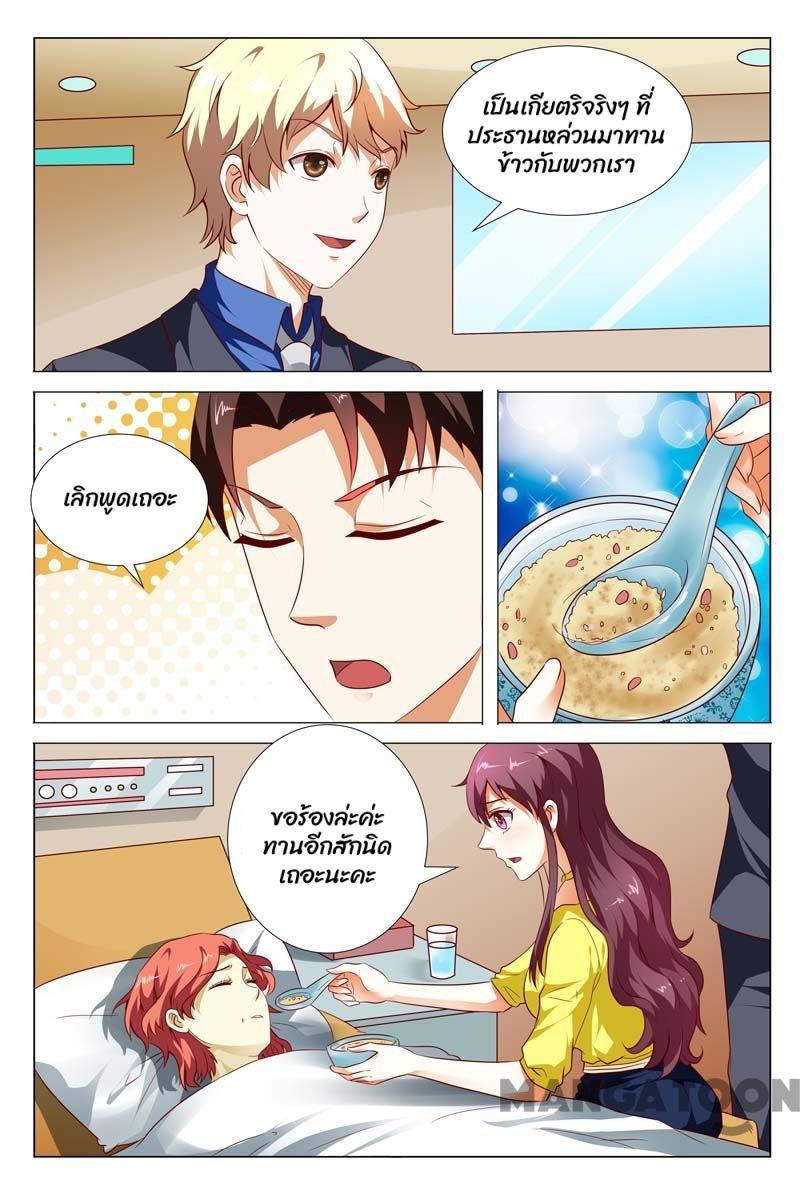 เป็นเกียตริจริงๆ ที่
ประธานหล่วนมาทาน
ข้าวกับพวกเรา
เลิกพูดเถอะ
ขอร้องล่ะค่ะ
ทานอีกสักนิด
เถอะนะคะ
MANGATOON